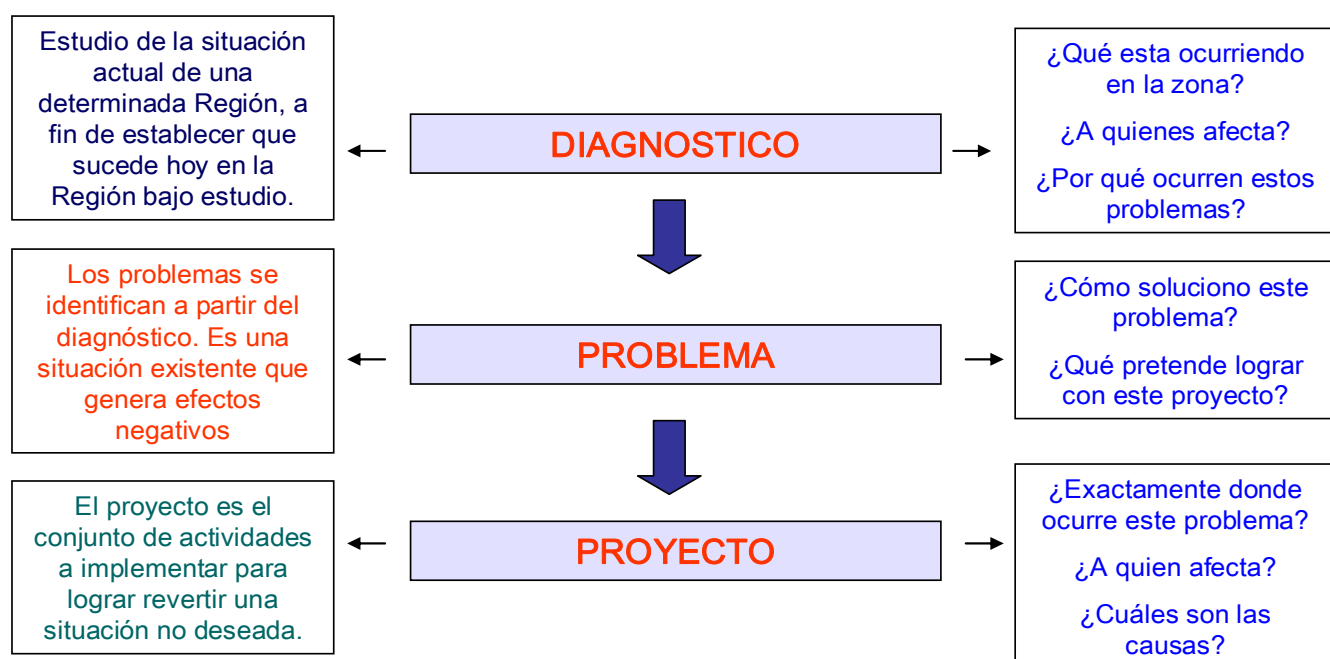 Estudio de la situación
actual de una
determinada Región, a
fin de establecer que
sucede hoy en la
Región bajo estudio.
DIAGNOSTICO
¿Qué esta ocurriendo
en la zona?
¿A quienes afecta?
¿Por qué ocurren estos
problemas?
Los problemas se
identifican a partir del
diagnóstico. Es una
situación existente que
genera efectos
negativos
PROBLEMA
¿Cómo soluciono este
problema?
¿Qué pretende lograr
con este proyecto?
El proyecto es el
conjunto de actividades
a implementar para
lograr revertir una
situación no deseada.
PROYECTO
¿Exactamente donde
ocurre este problema?
¿A quien afecta?
¿Cuáles son las
causas?